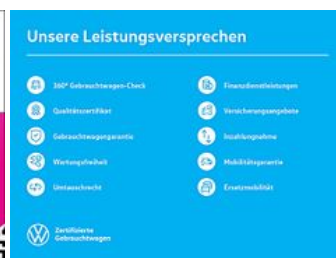 Unsere Leistungsversprechen
360° Gebrauchtwagen-Check
Qualitätszertifikat
Gebrauchtwagengarantie
Wartungsfreiheit
Umtauschrecht
Finanzdienstleistungen
Versicherungsangebote
Inzahlungnahme
Mobilitätsgarantie
Ersatzmobilität
Zertifizierte
Gebrauchtwagen